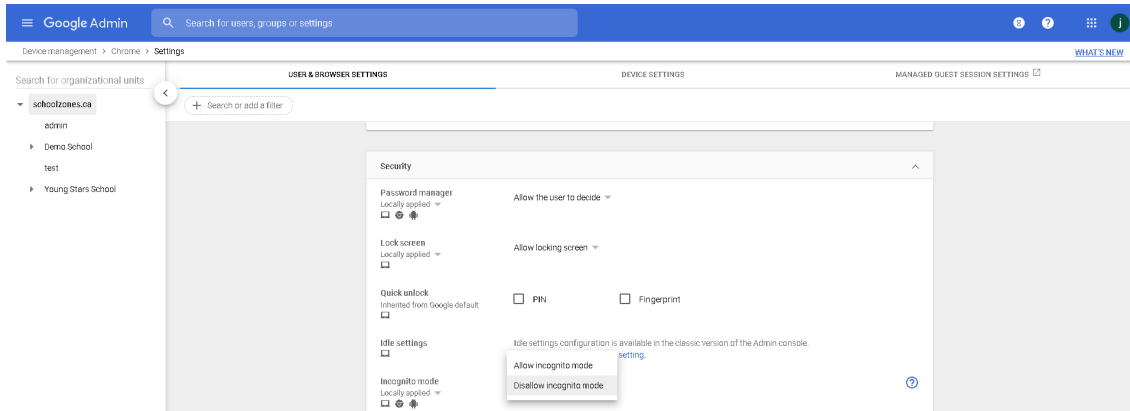 Google Admin
Search for users, groups or settings
8
?
j
Device management > Chrome > Settings
WHAT'S NEW
Search for organizational units
USER & BROWSER SETTINGS
DEVICE SETTINGS
MANAGED GUEST SESSION SETTINGS
schoolzones.ca
+ Search or add a filter
admin
Demo School
test
Young Stars School
Security
Password manager
Allow the user to decide
Locally applied
Lock screen
Allow locking screen
Locally applied
Quick unlock
PIN
Fingerprint
Inherited from Google default
Idle settings
Idle settings configuration is available in the classic version of the Admin console.
setting.
Allow incognito mode
Disallow incognito mode
Incognito mode
Locally applied
?